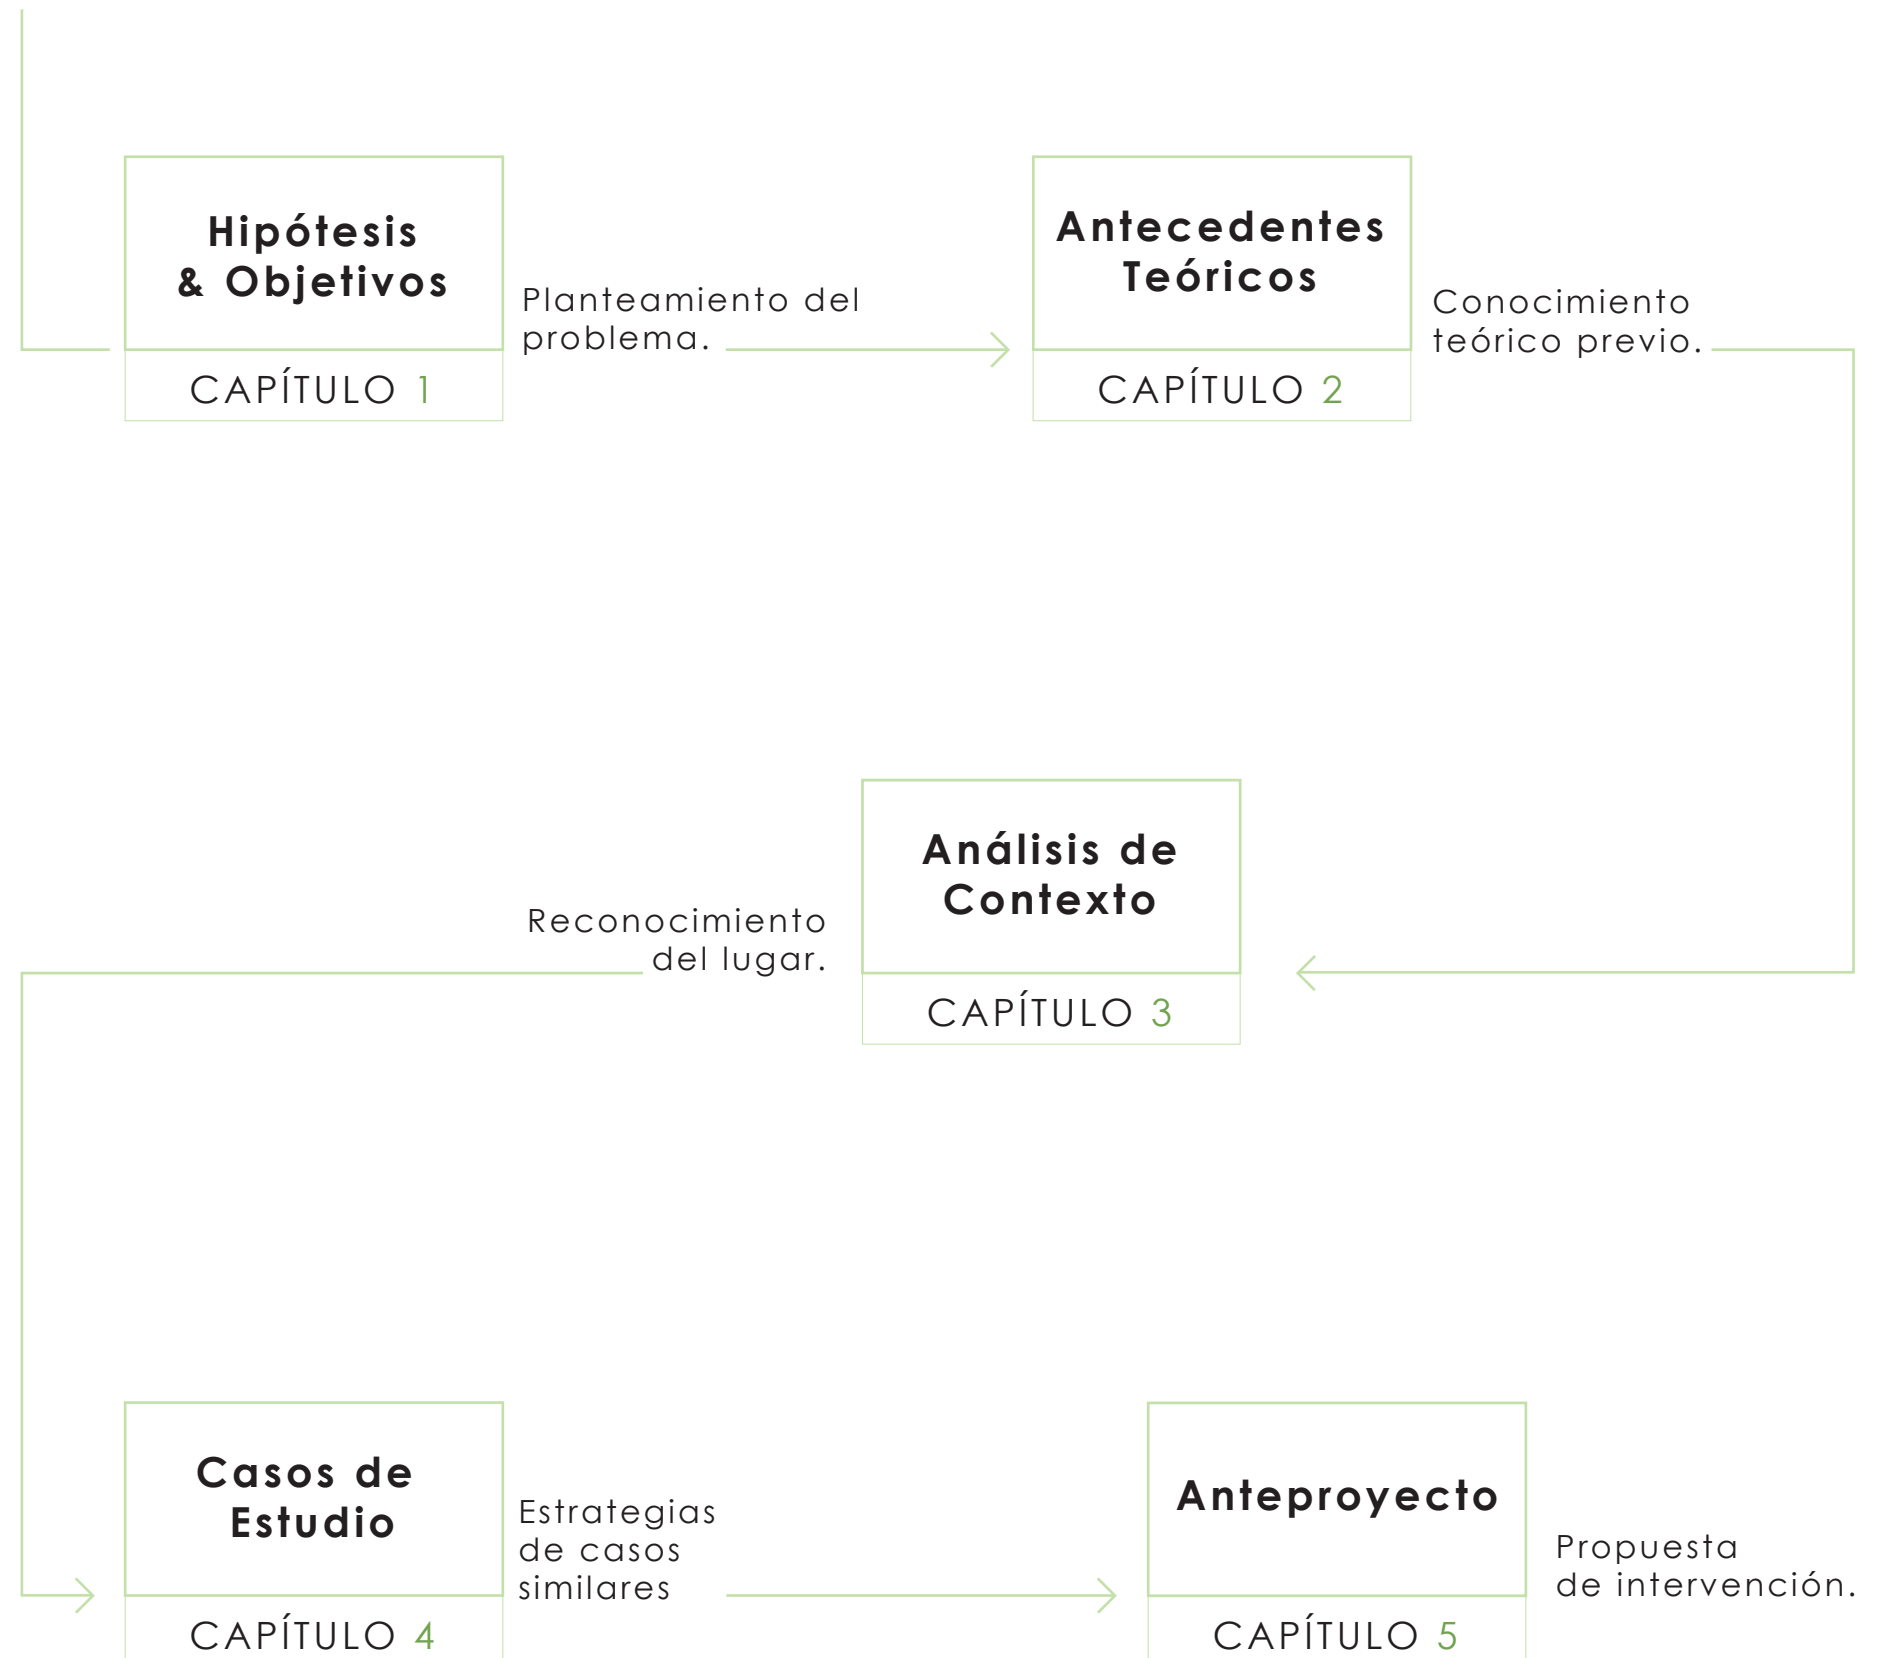 Hipótesis
& Objetivos
Planteamiento del
problema.
CAPÍTULO 1
Antecedentes
Teóricos
Conocimiento
teórico previo.
CAPÍTULO 2
Análisis de
Contexto
Reconocimiento
del lugar.
CAPÍTULO 3
Casos de
Estudio
Estrategias
de casos
similares
CAPÍTULO 4
Anteproyecto
Propuesta
de intervención.
CAPÍTULO 5